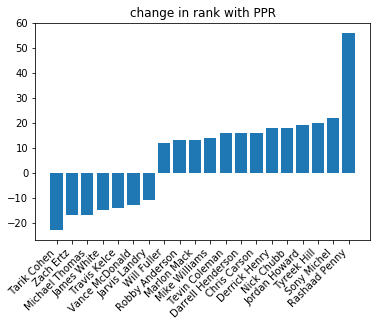 change in rank with PPR
60
50
40
30
20
10
0
−10
−20
Tarik Cohen
Zach Ertz
Michael Thomas
James White
Travis Kelce
Vance McDonald
Jarvis Landry
Will Fuller
Robby Anderson
Marlon Mack
Mike Williams
Tevin Coleman
Darrell Henderson
Chris Carson
Derrick Henry
Nick Chubb
Jordan Howard
Tyreek Hill
Sony Michel
Rashaad Penny